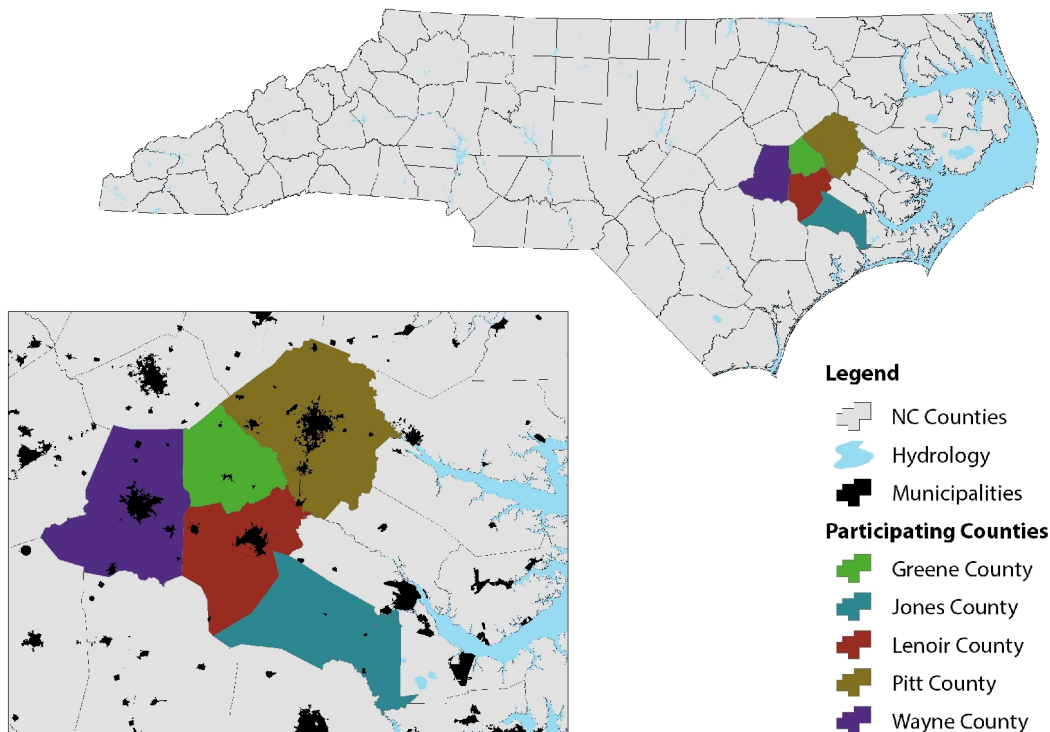 Legend
NC Counties
Hydrology
Municipalities
Participating Counties
Greene County
Jones County
Lenoir County
Pitt County
Wayne County